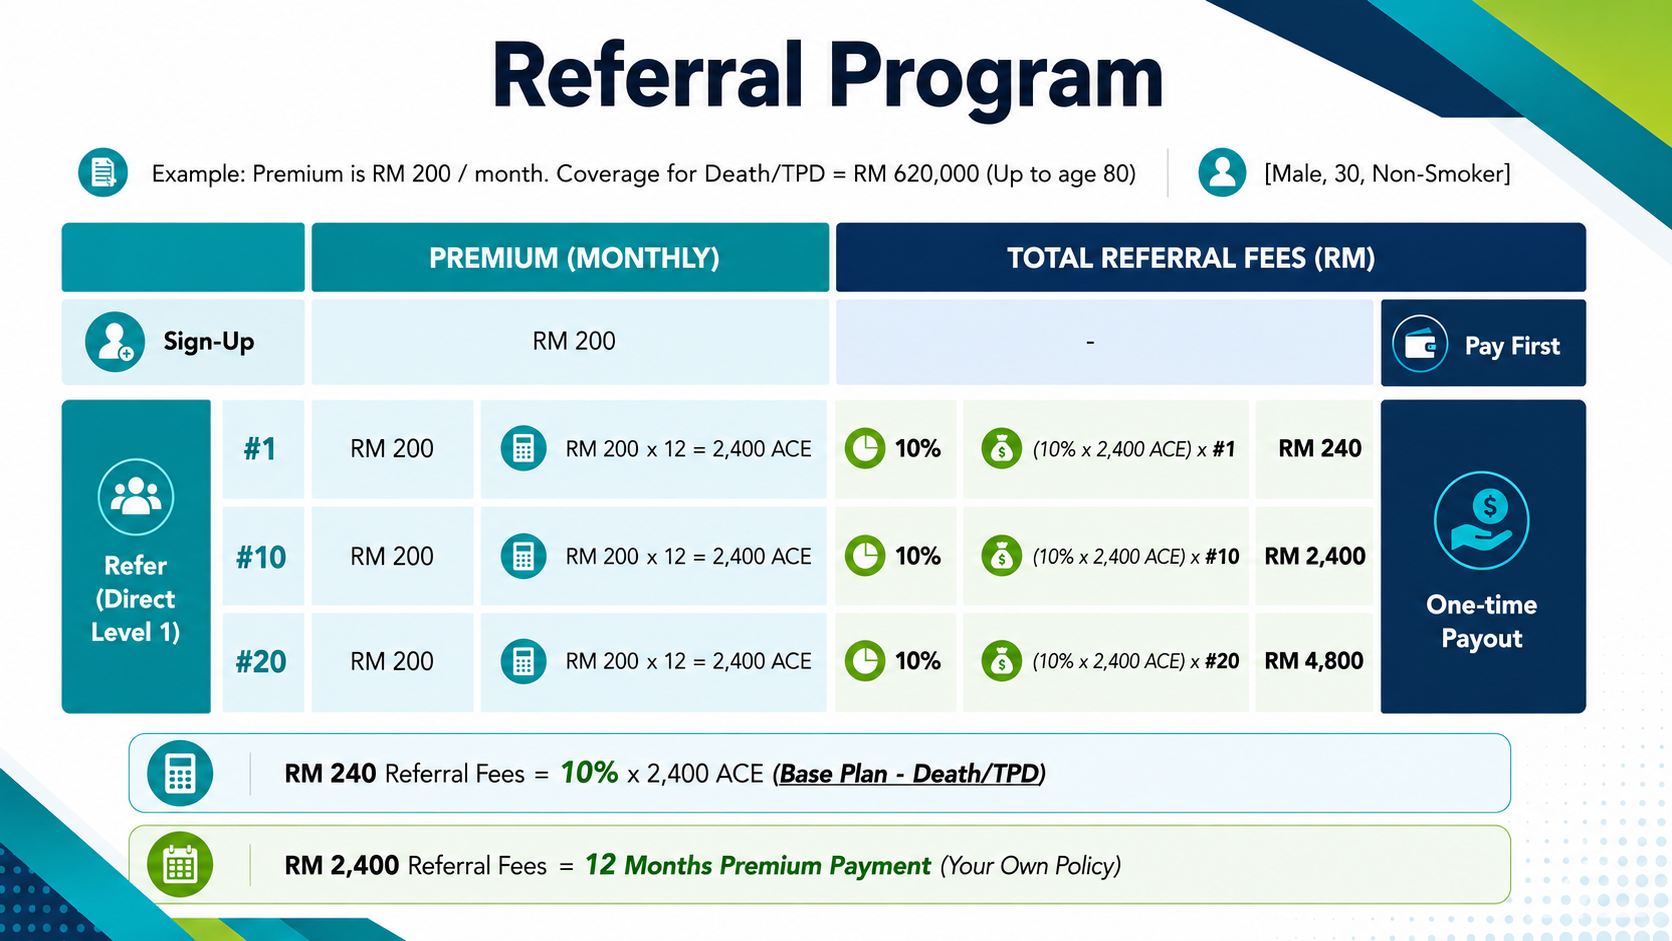 Referral Program
Example: Premium is RM 200 / month. Coverage for Death/TPD = RM 620,000 (Up to age 80)
[Male, 30, Non-Smoker]
PREMIUM (MONTHLY)
TOTAL REFERRAL FEES (RM)
Sign-Up
RM 200
-
Pay First
Refer
(Direct
Level 1)
#1
RM 200
RM 200 x 12 = 2,400 ACE
10%
(10% x 2,400 ACE) x #1
RM 240
#10
RM 200
RM 200 x 12 = 2,400 ACE
10%
(10% x 2,400 ACE) x #10
RM 2,400
#20
RM 200
RM 200 x 12 = 2,400 ACE
10%
(10% x 2,400 ACE) x #20
RM 4,800
One-time
Payout
RM 240 Referral Fees = 10% x 2,400 ACE (Base Plan - Death/TPD)
RM 2,400 Referral Fees = 12 Months Premium Payment (Your Own Policy)